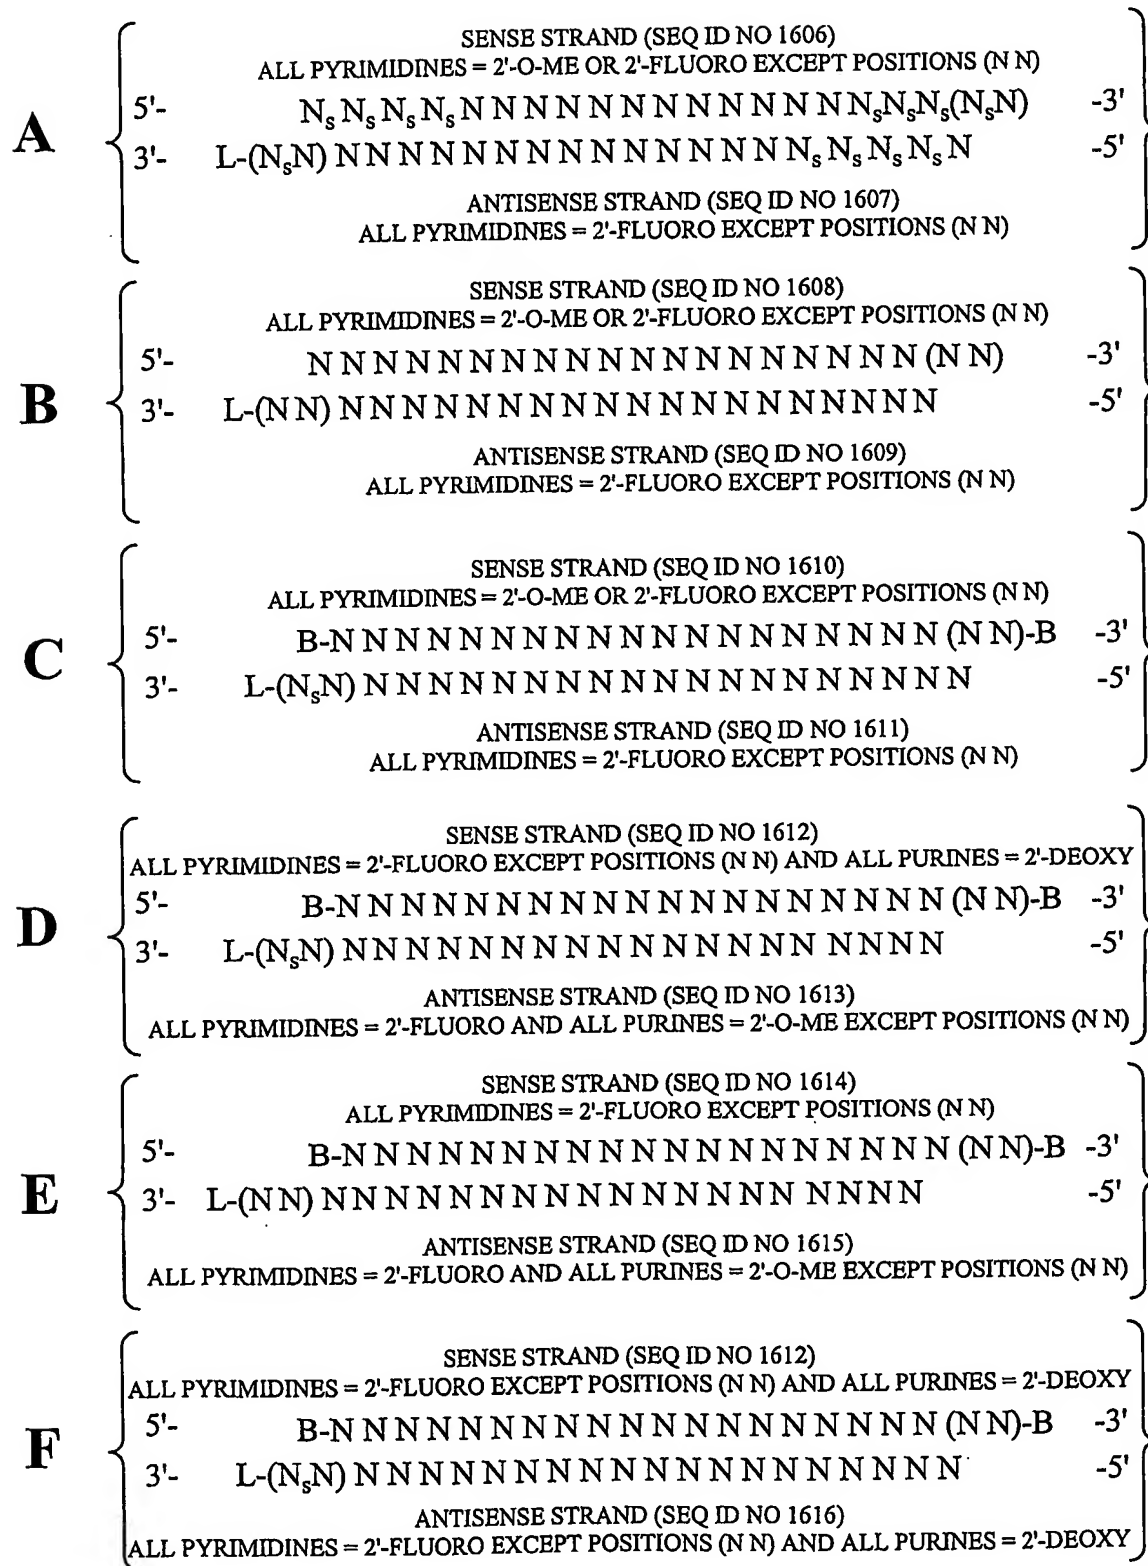 SENSE STRAND (SEQ ID NO 1606)
ALL PYRIMIDINES = 2'-O-ME OR 2'-FLUORO EXCEPT POSITIONS (N N)
A
5'- NₛNₛNₛNₛN N N N N N N N N N N N NₛNₛNₛ(NₛN) -3'
3'- L-(NₛN) N N N N N N N N N N N N N N NₛNₛNₛNₛN -5'
ANTISENSE STRAND (SEQ ID NO 1607)
ALL PYRIMIDINES = 2'-FLUORO EXCEPT POSITIONS (N N)
SENSE STRAND (SEQ ID NO 1608)
ALL PYRIMIDINES = 2'-O-ME OR 2'-FLUORO EXCEPT POSITIONS (N N)
B
5'- N N N N N N N N N N N N N N N N N N N (N N) -3'
3'- L-(N N) N N N N N N N N N N N N N N N N N N N -5'
ANTISENSE STRAND (SEQ ID NO 1609)
ALL PYRIMIDINES = 2'-FLUORO EXCEPT POSITIONS (N N)
SENSE STRAND (SEQ ID NO 1610)
ALL PYRIMIDINES = 2'-O-ME OR 2'-FLUORO EXCEPT POSITIONS (N N)
C
5'- B-N N N N N N N N N N N N N N N N N N N (N N)-B -3'
3'- L-(NₛN) N N N N N N N N N N N N N N N N N N N -5'
ANTISENSE STRAND (SEQ ID NO 1611)
ALL PYRIMIDINES = 2'-FLUORO EXCEPT POSITIONS (N N)
SENSE STRAND (SEQ ID NO 1612)
ALL PYRIMIDINES = 2'-FLUORO EXCEPT POSITIONS (N N) AND ALL PURINES = 2'-DEOXY
D
5'- B-N N N N N N N N N N N N N N N N N N N (N N)-B -3'
3'- L-(NₛN) N N N N N N N N N N N N N N N N N N N -5'
ANTISENSE STRAND (SEQ ID NO 1613)
ALL PYRIMIDINES = 2'-FLUORO AND ALL PURINES = 2'-O-ME EXCEPT POSITIONS (N N)
SENSE STRAND (SEQ ID NO 1614)
ALL PYRIMIDINES = 2'-FLUORO EXCEPT POSITIONS (N N)
E
5'- B-N N N N N N N N N N N N N N N N N N N (N N)-B -3'
3'- L-(N N) N N N N N N N N N N N N N N N N N N N -5'
ANTISENSE STRAND (SEQ ID NO 1615)
ALL PYRIMIDINES = 2'-FLUORO AND ALL PURINES = 2'-O-ME EXCEPT POSITIONS (N N)
SENSE STRAND (SEQ ID NO 1612)
ALL PYRIMIDINES = 2'-FLUORO EXCEPT POSITIONS (N N) AND ALL PURINES = 2'-DEOXY
F
5'- B-N N N N N N N N N N N N N N N N N N N (N N)-B -3'
3'- L-(NₛN) N N N N N N N N N N N N N N N N N N N -5'
ANTISENSE STRAND (SEQ ID NO 1616)
ALL PYRIMIDINES = 2'-FLUORO EXCEPT POSITIONS (N N) AND ALL PURINES = 2'-DEOXY